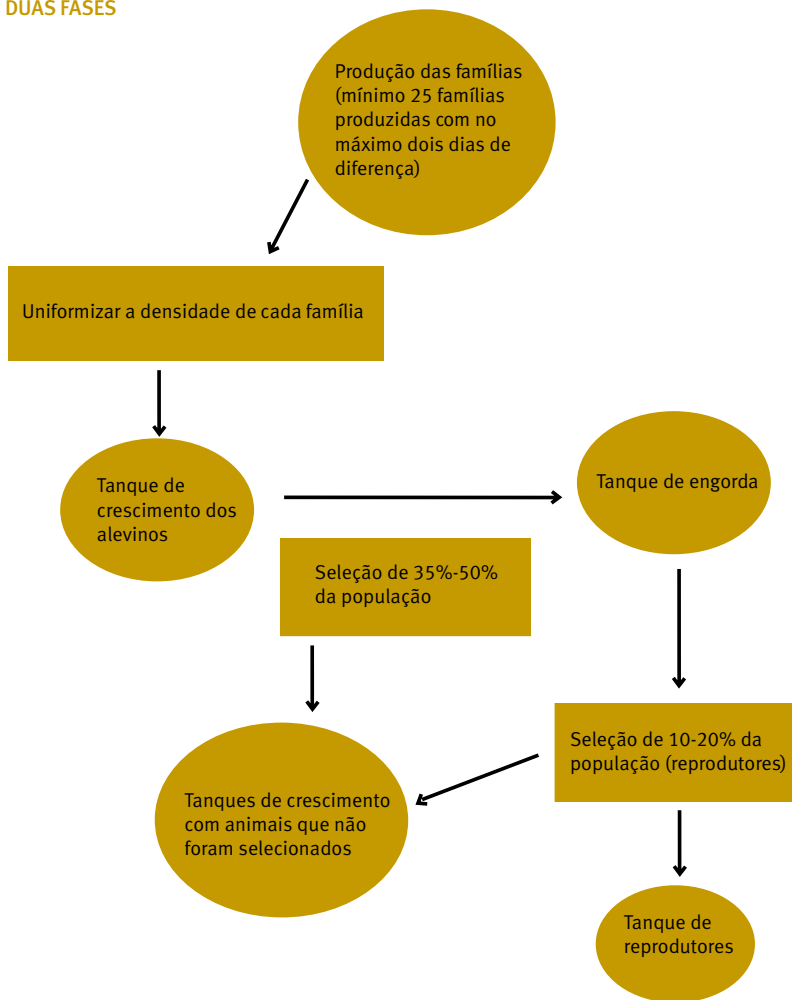 DUAS FASES
Produção das famílias
(mínimo 25 famílias
produzidas com no
máximo dois dias de
diferença)
Uniformizar a densidade de cada família
Tanque de
crescimento dos
alevinos
Tanque de engorda
Seleção de 35%-50%
da população
Seleção de 10-20% da
população (reprodutores)
Tanques de crescimento
com animais que não
foram selecionados
Tanque de
reprodutores